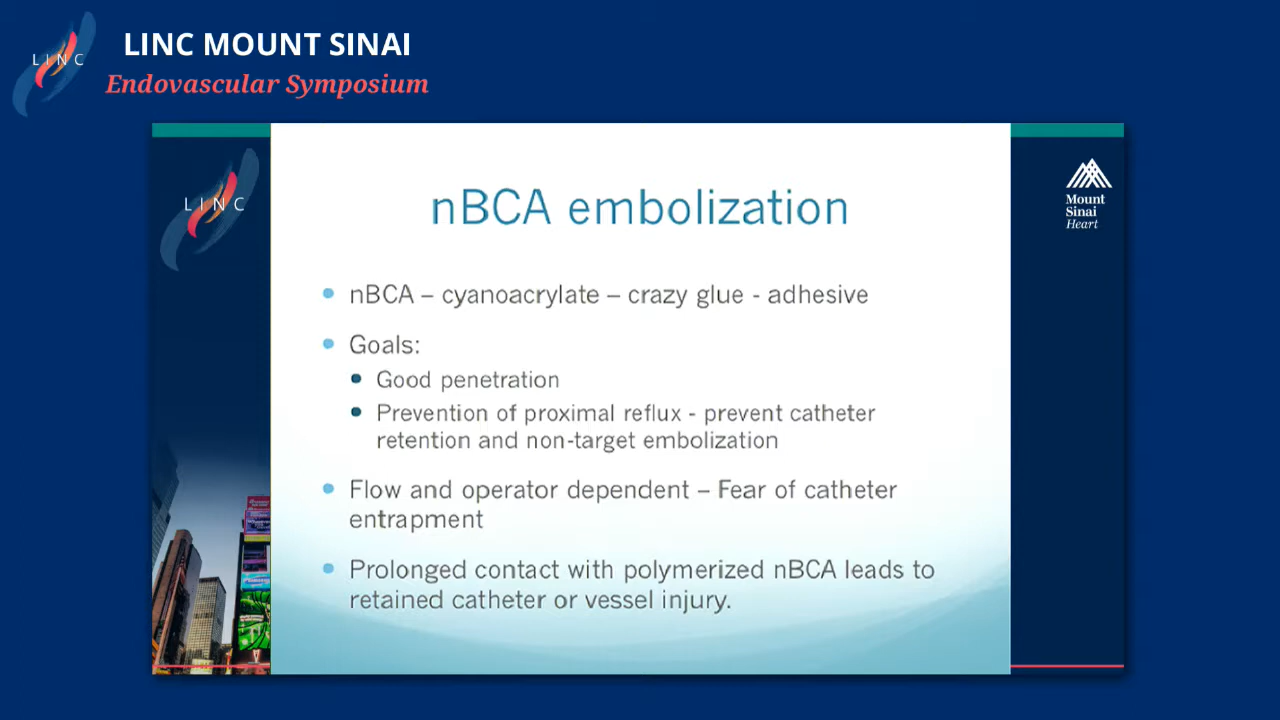 LINC
LINC MOUNT SINAI
Endovascular Symposium
LINC
Mount
Sinai
Heart
nBCA embolization
nBCA – cyanoacrylate – crazy glue - adhesive
Goals:
Good penetration
Prevention of proximal reflux - prevent catheter
retention and non-target embolization
Flow and operator dependent – Fear of catheter
entrapment
Prolonged contact with polymerized nBCA leads to
retained catheter or vessel injury.